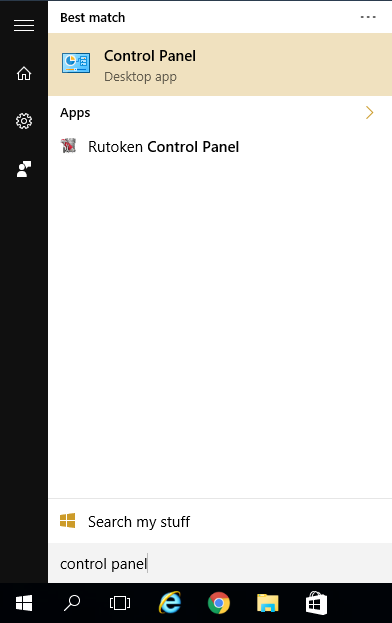 Best match
Control Panel
Desktop app
Apps
Rutoken Control Panel
Search my stuff
control panel